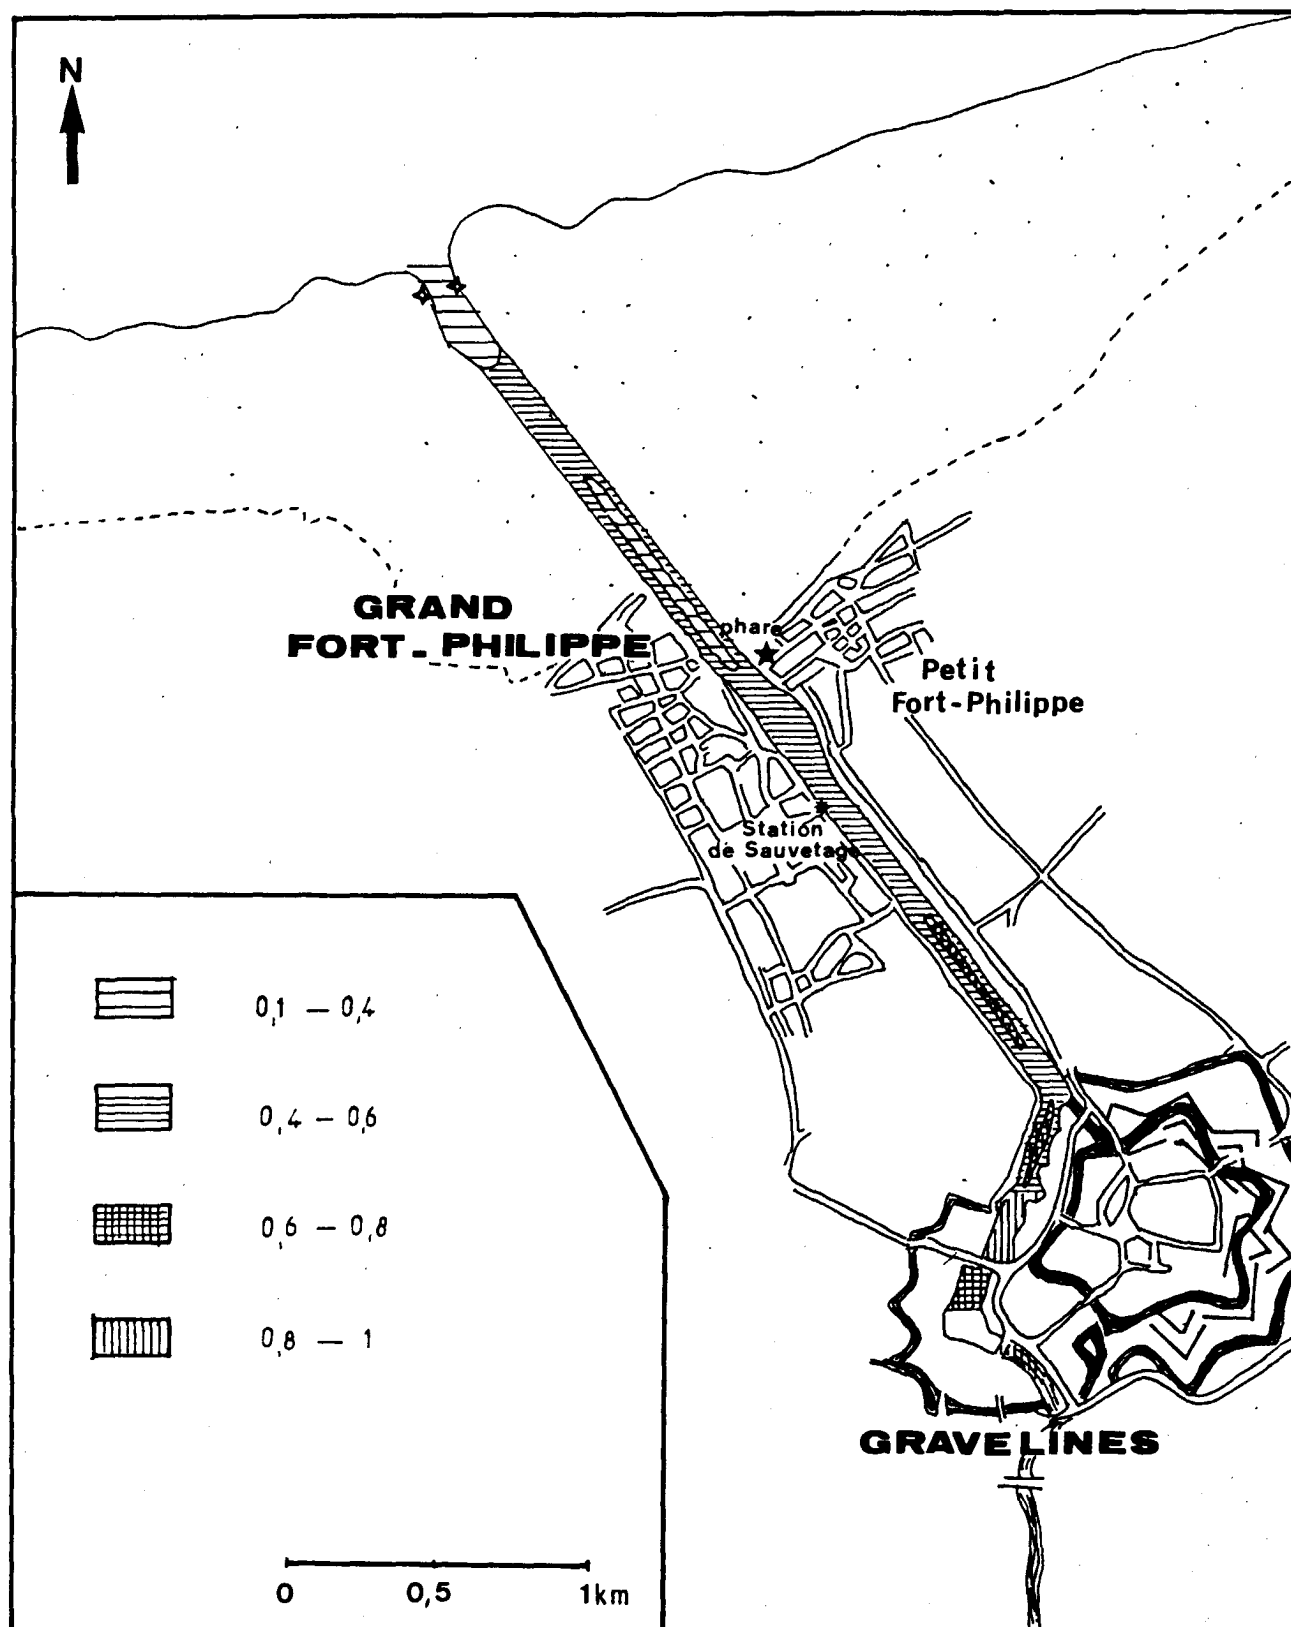 N
GRAND
FORT-PHILIPPE
phare
Petit
Fort-Philippe
Station
de Sauvetage
0,1 — 0,4
0,4 — 0,6
0,6 — 0,8
0,8 — 1
GRAVELINES
0 0,5 1km